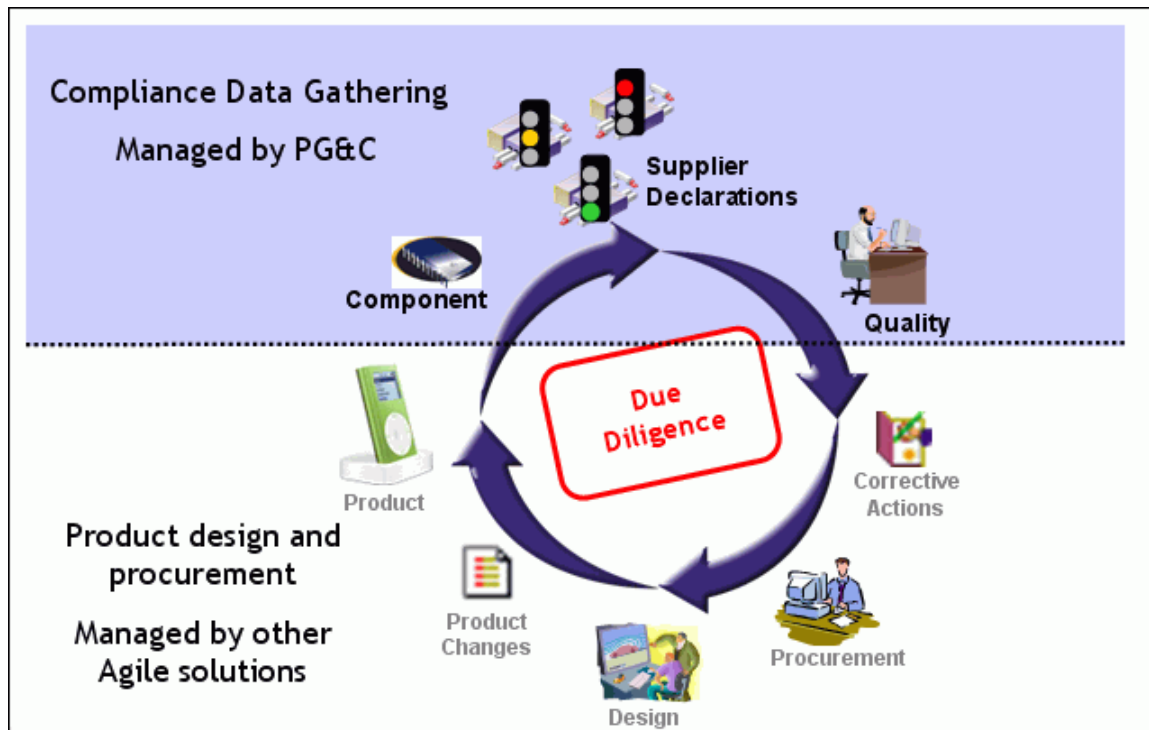 Compliance Data Gathering
Managed by PG&C
Supplier
Declarations
Component
Quality
Due
Diligence
Product
Corrective
Actions
Product design and
procurement
Managed by other
Agile solutions
Product
Changes
Procurement
Design